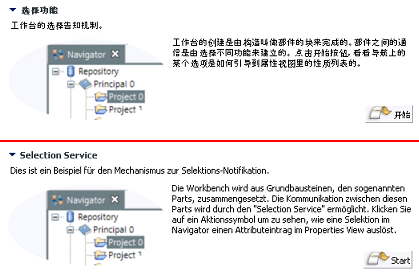 选择功能
工作台的选择告知机制。
Navigator
Repository
Principal 0
Project 0
Project 1
工作台的创建是由构造叫做部件的块来完成的。部件之间的通
信是由选择不同功能来建立的。点击开始按钮,看看导航上的
某个选项是如何引导到属性视图里的性质列表的。
开始
Selection Service
Dies ist ein Beispiel für den Mechanismus zur Selektions-Notifikation.
Navigator
Repository
Principal 0
Project 0
Die Workbench wird aus Grundbausteinen, den sogenannten
Parts, zusammengesetzt. Die Kommunikation zwischen diesen
Parts wird durch den "Selection Service" ermöglicht. Klicken Sie
auf ein Aktionssymbol um zu sehen, wie eine Selektion im
Navigator einen Attributeintrag im Properties View auslöst.
Start